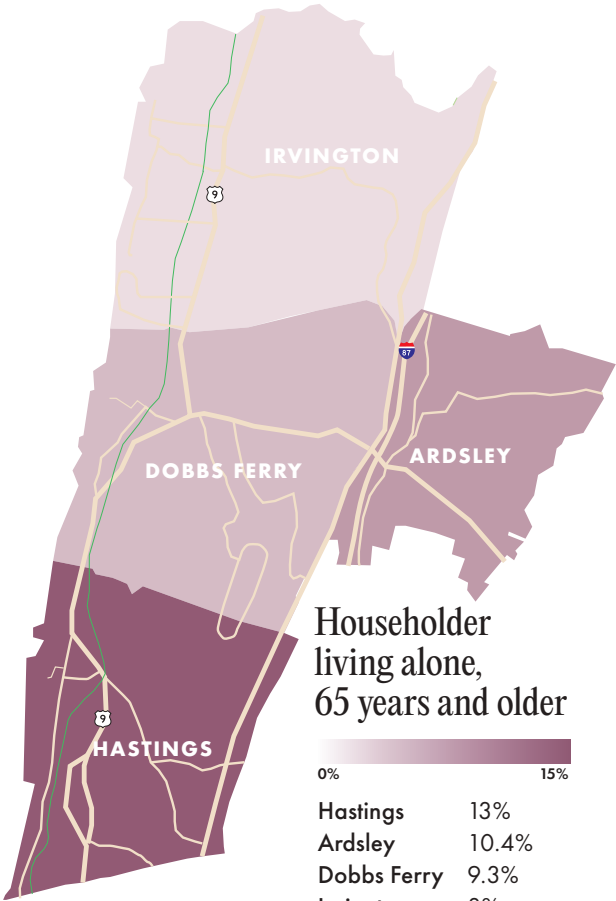 IRVINGTON
9
87
ARDSLEY
DOBBS FERRY
Householder
living alone,
65 years and older
0% 15%
9
HASTINGS
Hastings 13%
Ardsley 10.4%
Dobbs Ferry 9.3%